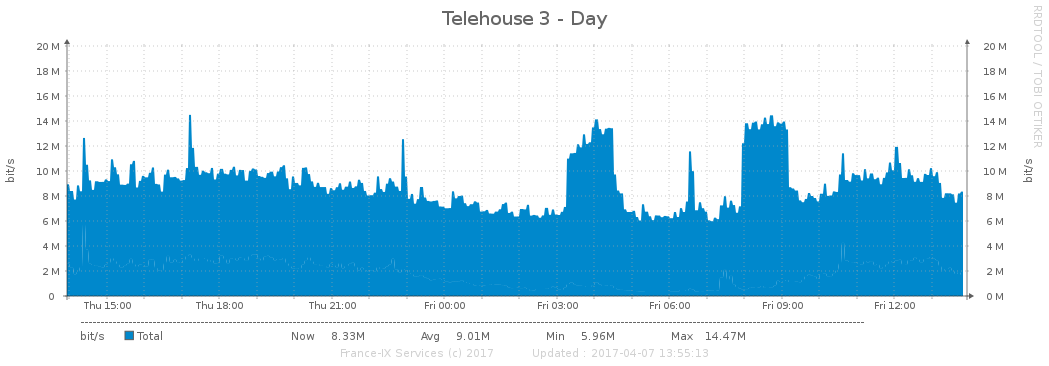 Telehouse 3 - Day
RRDTOOL / TOBI OETIKER
bit/s
20 M 20 M
18 M 18 M
16 M 16 M
14 M 14 M
12 M 12 M
10 M 10 M
8 M 8 M
6 M 6 M
4 M 4 M
2 M 2 M
0 0 M
bit/s
Thu 15:00 Thu 18:00 Thu 21:00 Fri 00:00 Fri 03:00 Fri 06:00 Fri 09:00 Fri 12:00
bit/s Total Now 8.33M Avg 9.01M Min 5.96M Max 14.47M
France-IX Services (c) 2017 Updated : 2017-04-07 13:55:13